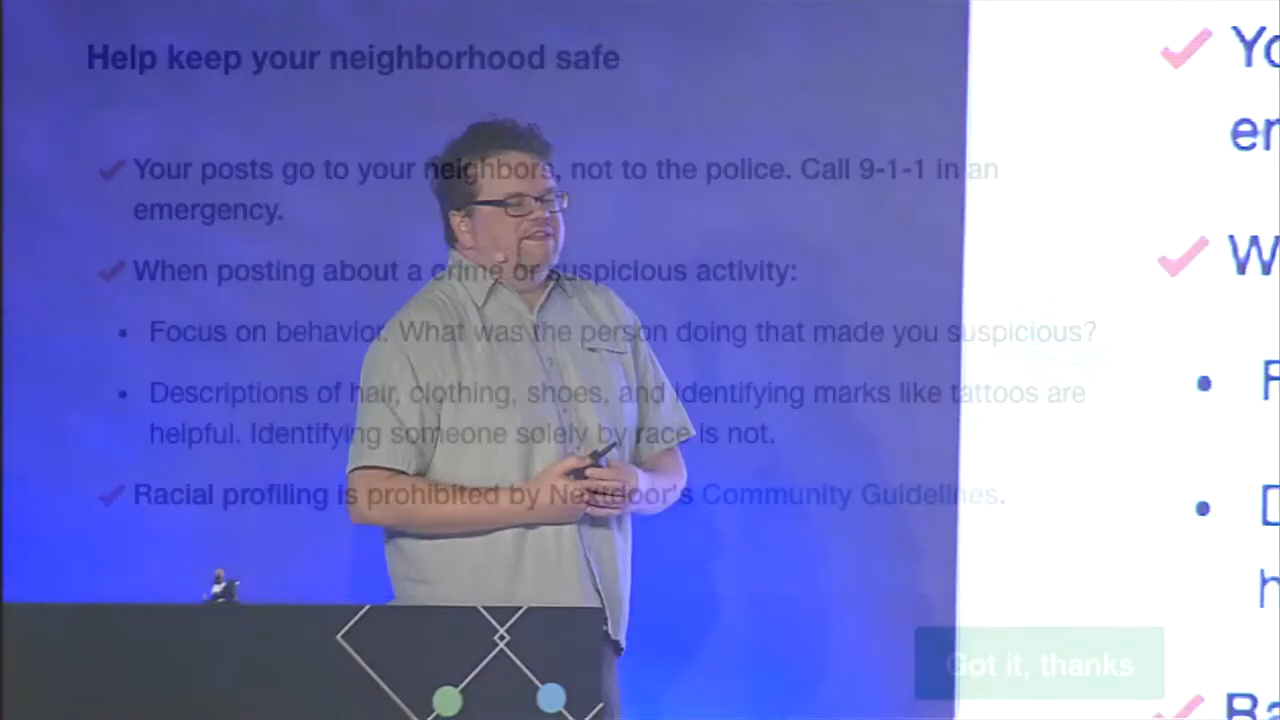 Help keep your neighborhood safe
Your posts go to your neighbors, not to the police. Call 9-1-1 in an
emergency.
When posting about a crime or suspicious activity:
Focus on behavior. What was the person doing that made you suspicious?
Descriptions of hair, clothing, shoes, and identifying marks like tattoos are
helpful. Identifying someone solely by race is not.
Racial profiling is prohibited by Nextdoor's Community Guidelines.
Got it, thanks